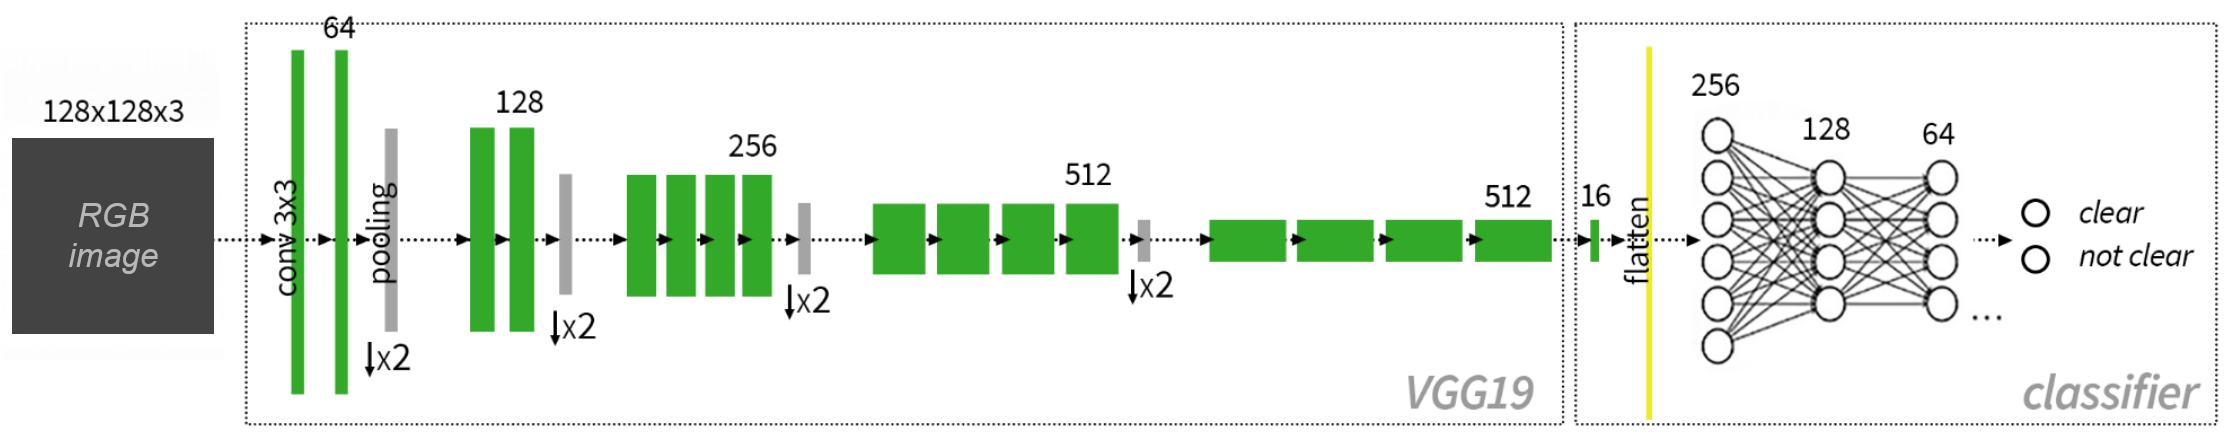 128x128x3
RGB
image
64
conv 3x3
pooling
↓x2
128
↓x2
256
↓x2
512
↓x2
512
VGG19
16
flatten
256
128
64
...
clear
not clear
classifier